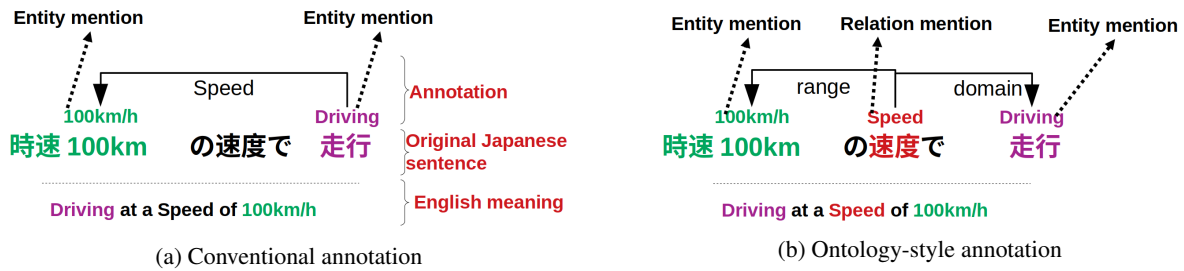 Entity mention
Entity mention
Speed
100km/h
Driving
時速 100km の速度で 走行
Driving at a Speed of 100km/h
Annotation
Original Japanese
sentence
English meaning
(a) Conventional annotation
Entity mention
Relation mention
Entity mention
range
domain
100km/h
Speed
Driving
時速 100km の速度で 走行
Driving at a Speed of 100km/h
(b) Ontology-style annotation